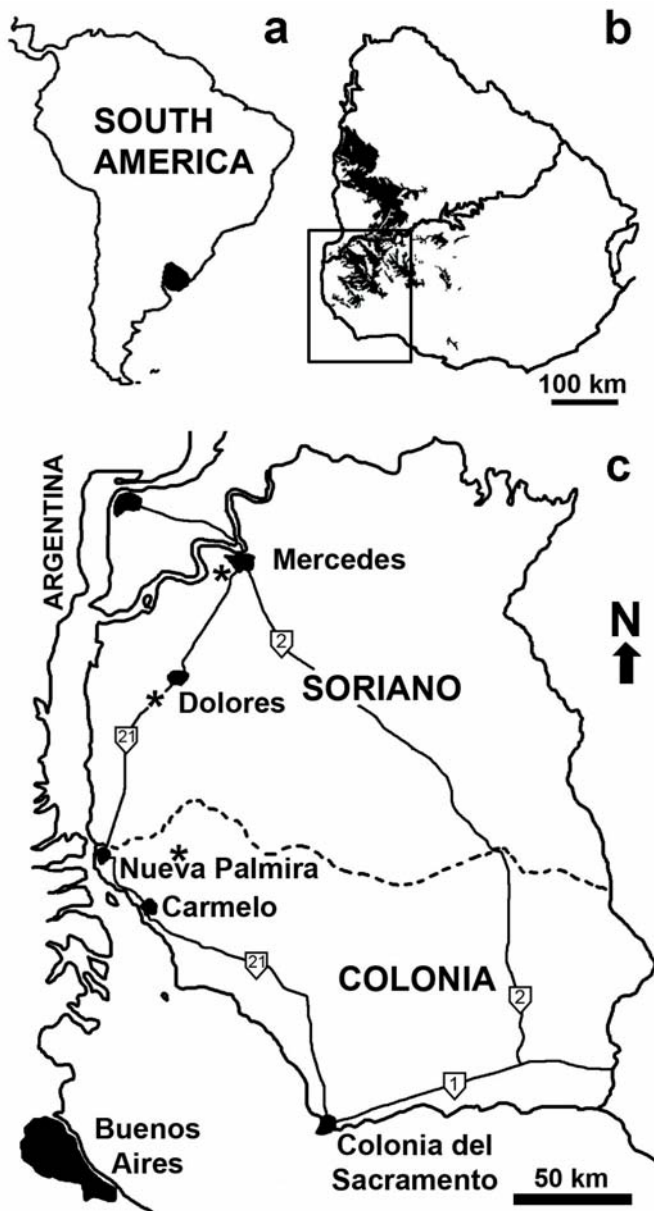 a
SOUTH
AMERICA
b
100 km
c
ARGENTINA
N
Mercedes
2
SORIANO
Dolores
21
Nueva Palmira
Carmelo
21
COLONIA
2
1
Buenos
Aires
Colonia del
Sacramento
50 km